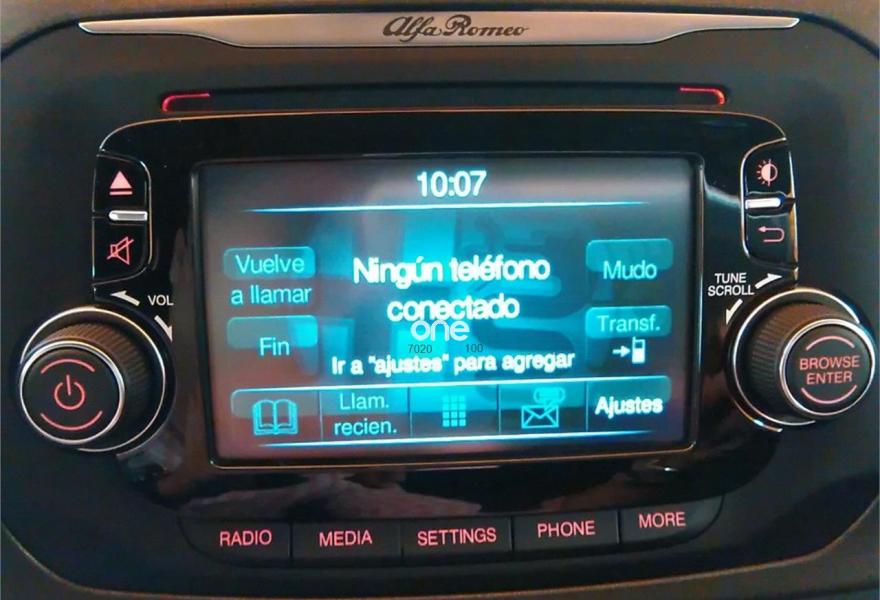 Alfa Romeo
10:07
Vuelve
a llamar
Ningún teléfono
conectado
Mudo
Fin
Transf.
one
7020 100
Ir a "ajustes" para agregar
Llam.
recien.
Ajustes
VOL
TUNE
SCROLL
BROWSE
ENTER
RADIO
MEDIA
SETTINGS
PHONE
MORE